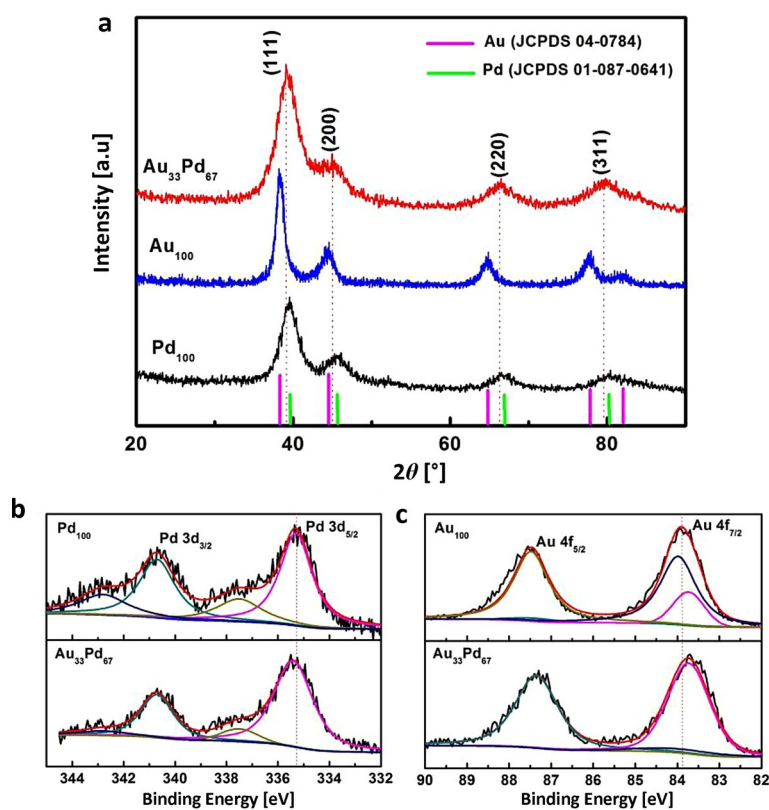 a
Au (JCPDS 04-0784)
Pd (JCPDS 01-087-0641)
(111)
(200)
(220)
(311)
Au₃₃Pd₆₇
Au₁₀₀
Pd₁₀₀
Intensity [a.u]
20 40 60 80
2θ [°]
b
Pd₁₀₀
Pd 3d₃/₂
Pd 3d₅/₂
Au₃₃Pd₆₇
344 342 340 338 336 334 332
Binding Energy [eV]
c
Au₁₀₀
Au 4f₅/₂
Au 4f₇/₂
Au₃₃Pd₆₇
90 89 88 87 86 85 84 83 82
Binding Energy [eV]